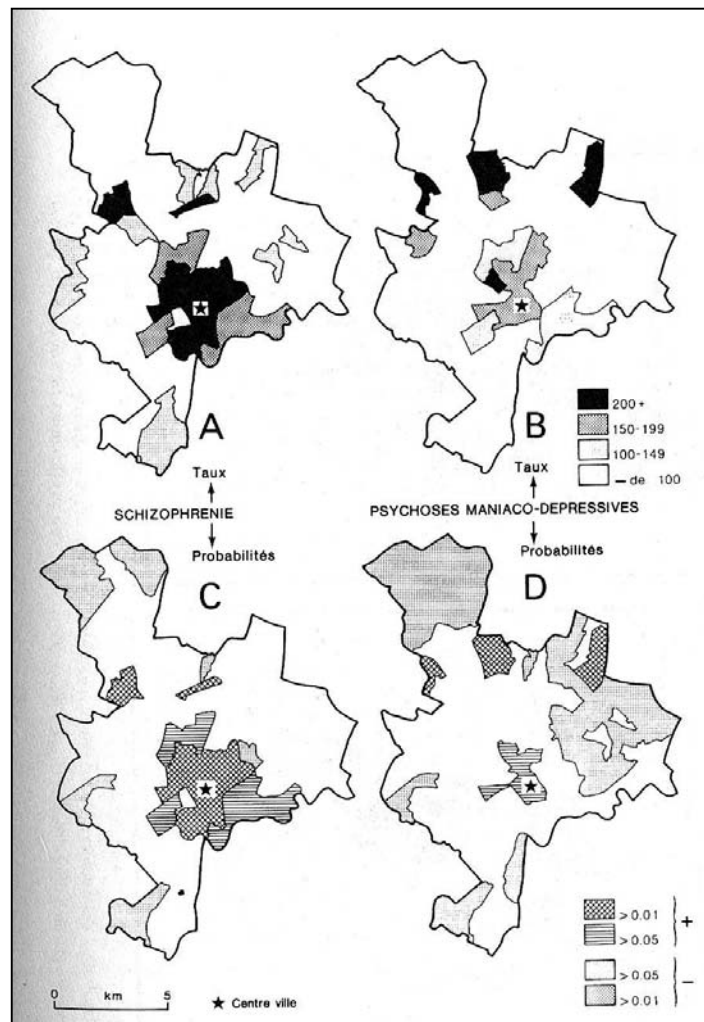 A
B
200+
150-199
100-149
— de 100
Taux
Taux
SCHIZOPHRENIE
PSYCHOSES MANIACO-DEPRESSIVES
Probabilités
Probabilités
C
D
> 0.01
> 0.05
+
> 0.05
> 0.01
−
0 km 5
★ Centre ville